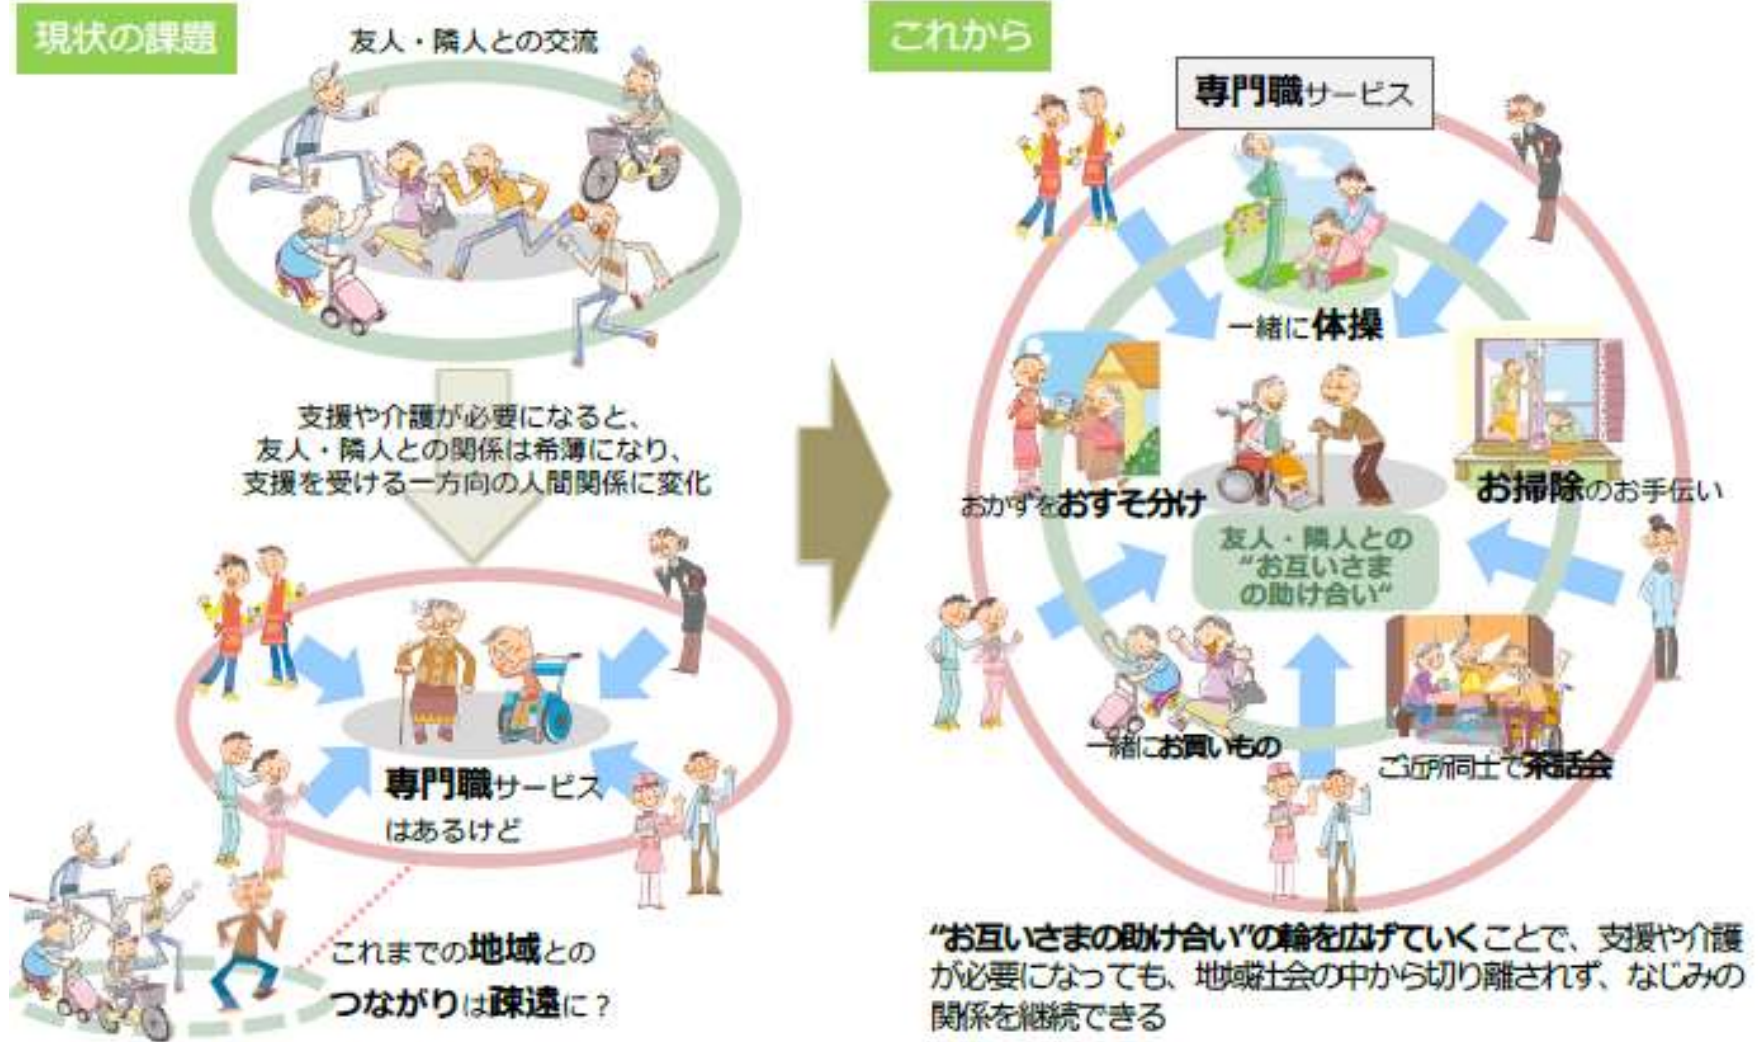 現状の課題
友人・隣人との交流
支援や介護が必要になると、
友人・隣人との関係は希薄になり、
支援を受ける一方向の人間関係に変化
専門職サービス
はあるけど
これまでの地域との
つながりは疎遠に？
これから
専門職サービス
一緒に体操
おかずをおすそ分け
お掃除のお手伝い
友人・隣人との
“お互いさま
の助け合い“
一緒にお買いもの
ご近所同士で茶話会
“お互いさまの助け合い”の輪を広げていくことで、支援や介護
が必要になっても、地域社会の中から切り離されず、なじみの
関係を継続できる